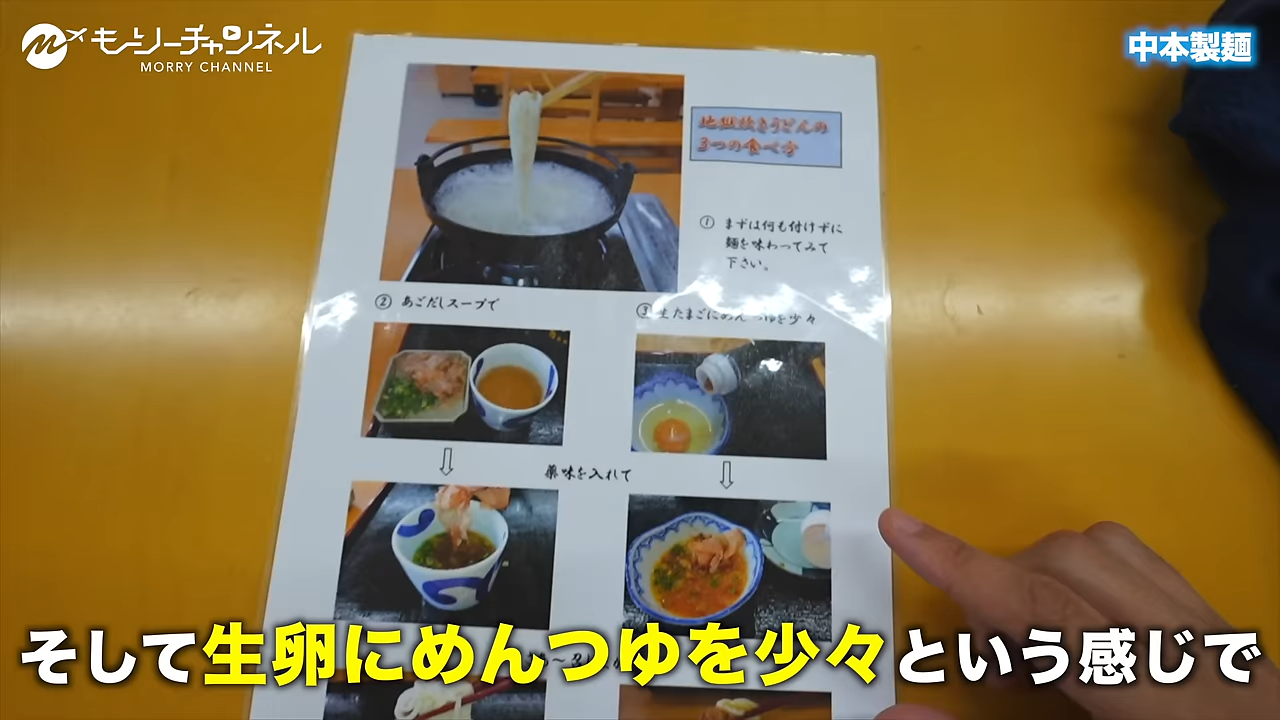 もーりーチャンネル
MORRY CHANNEL
中本製麺
地獄炊きうどんの
3つの食べ方
① まずは何も付けずに
麺を味わってみて
下さい。
② あごだしスープで
③ 生たまごにめんつゆを少々
薬味を入れて
そして生卵にめんつゆを少々という感じで